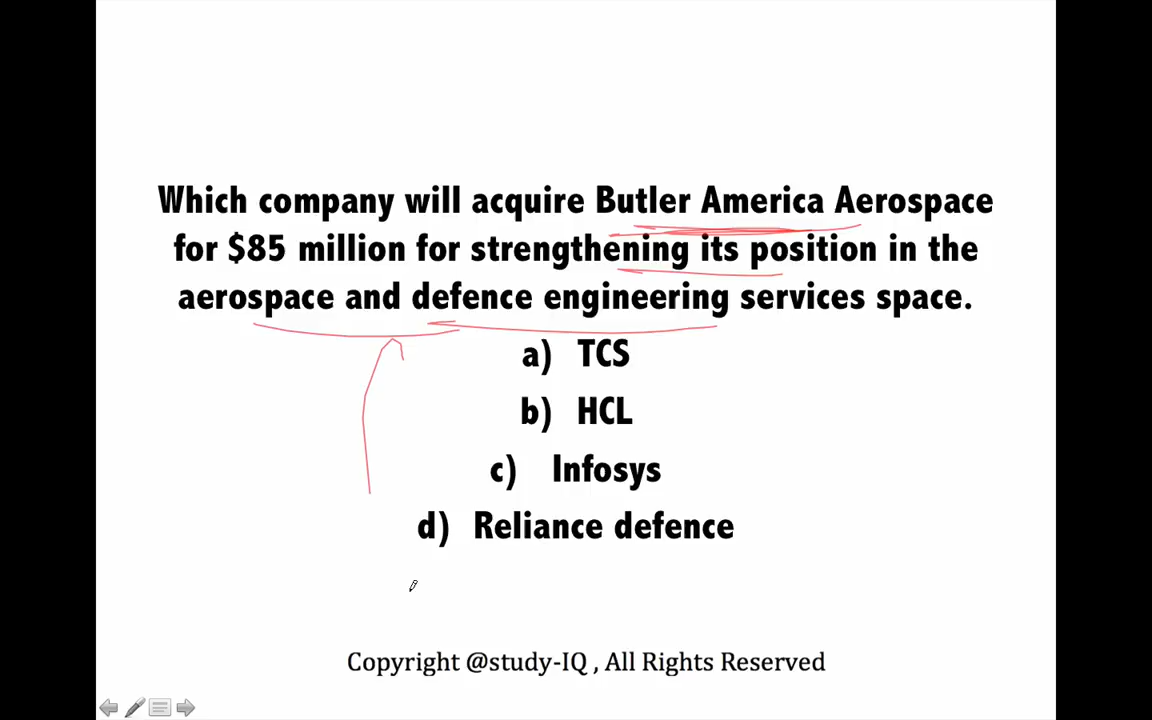 Which company will acquire Butler America Aerospace
for $85 million for strengthening its position in the
aerospace and defence engineering services space.
a) TCS
b) HCL
c) Infosys
d) Reliance defence
Copyright @study-IQ , All Rights Reserved